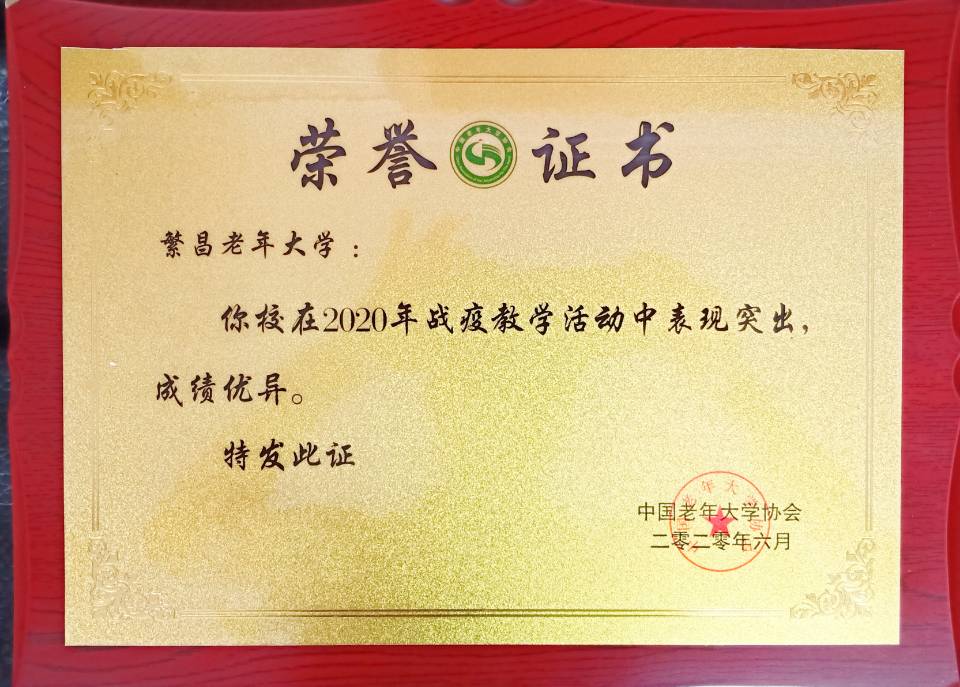 荣誉证书
繁昌老年大学：
你校在2020年战疫教学活动中表现突出，
成绩优异。
特发此证
中国老年大学协会
二零二零年六月